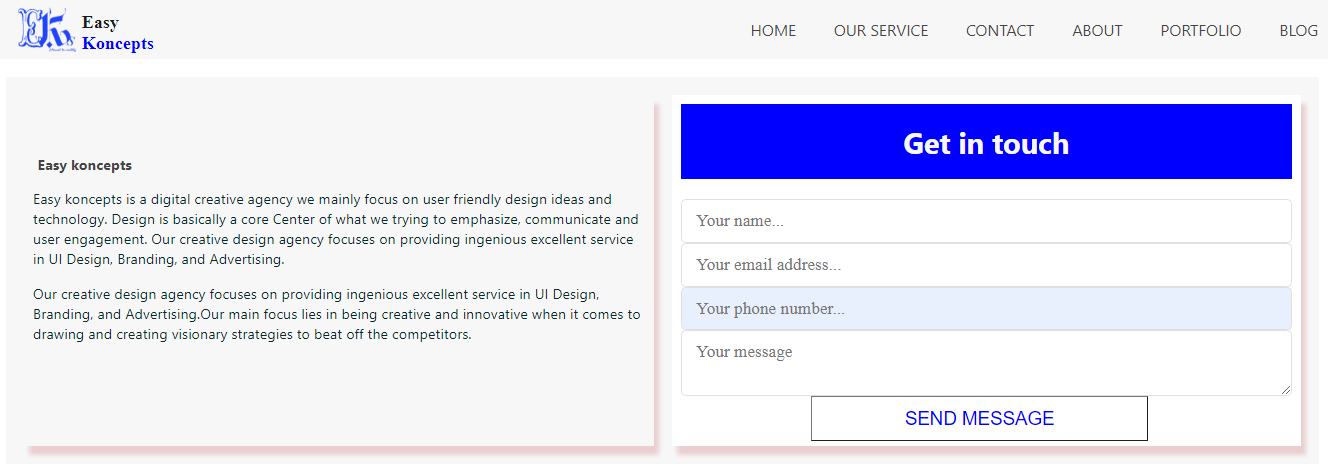 Easy
Koncepts
HOME OUR SERVICE CONTACT ABOUT PORTFOLIO BLOG
Easy koncepts
Easy koncepts is a digital creative agency we mainly focus on user friendly design ideas and
technology. Design is basically a core Center of what we trying to emphasize, communicate and
user engagement. Our creative design agency focuses on providing ingenious excellent service
in UI Design, Branding, and Advertising.
Our creative design agency focuses on providing ingenious excellent service in UI Design,
Branding, and Advertising.Our main focus lies in being creative and innovative when it comes to
drawing and creating visionary strategies to beat off the competitors.
Get in touch
Your name...
Your email address...
Your phone number...
Your message
SEND MESSAGE